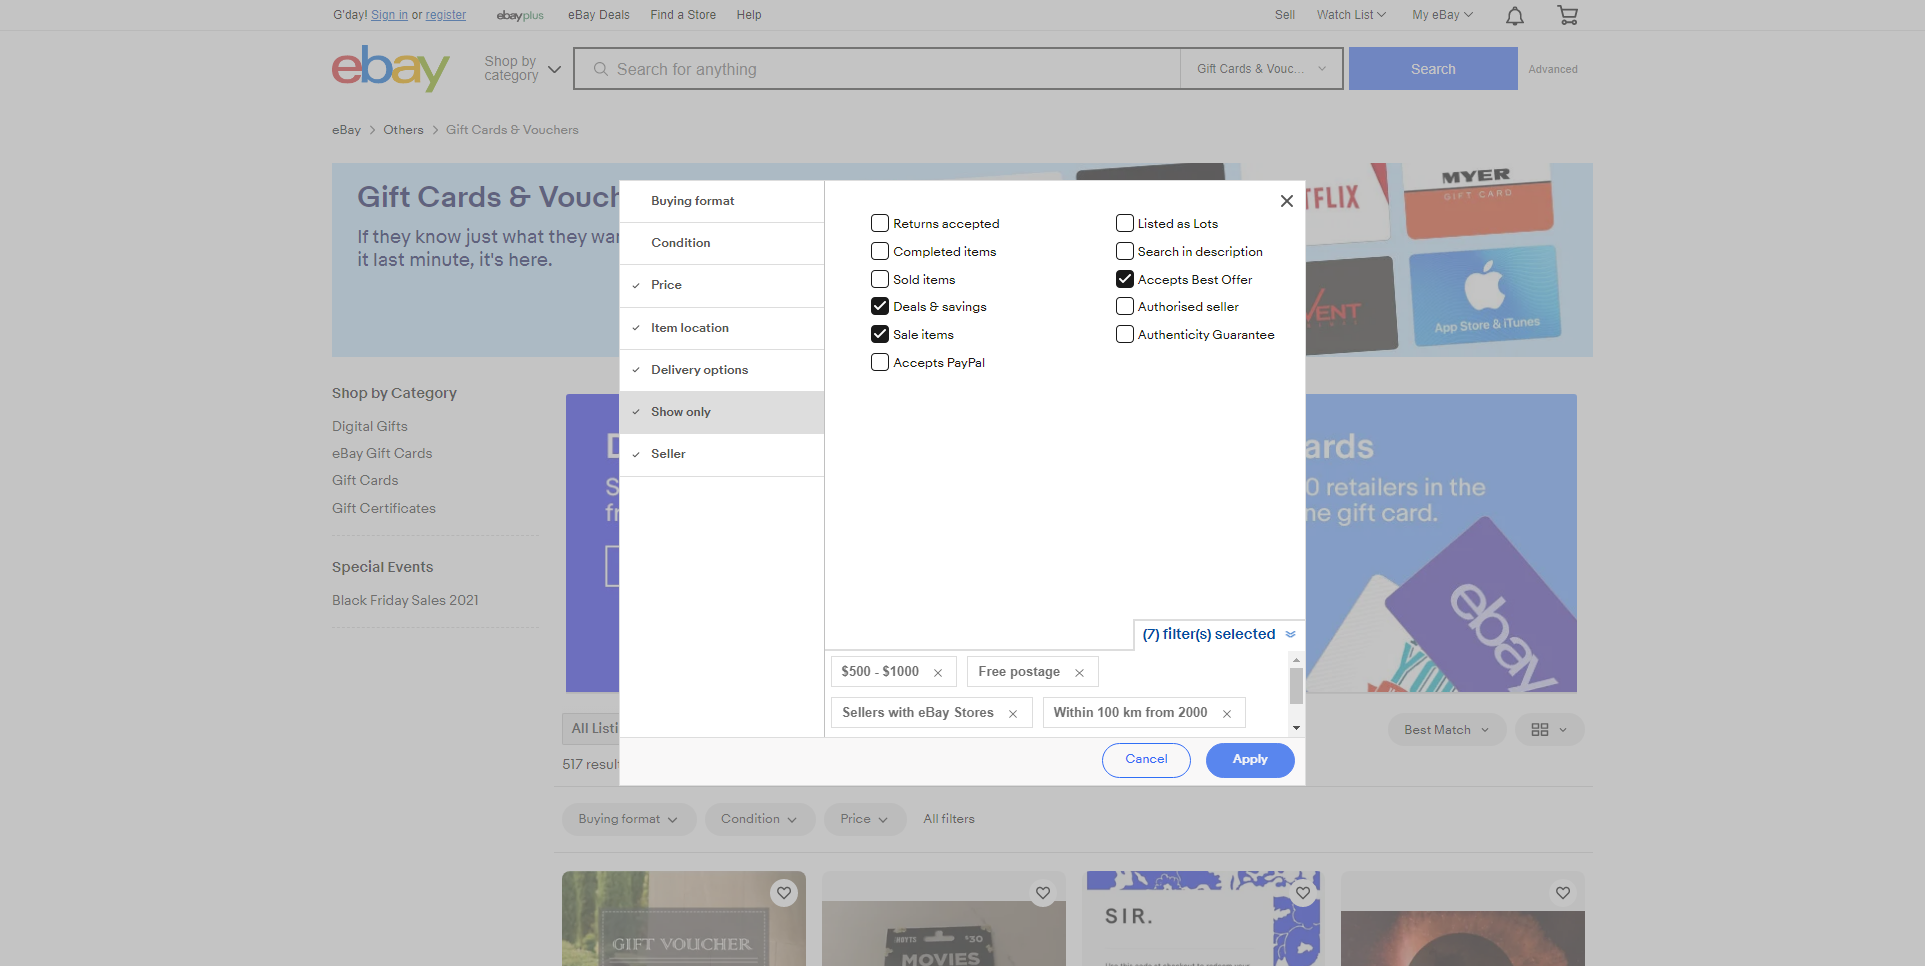 G'day! Sign in or register
ebayplus
eBay Deals
Find a Store
Help
Sell
Watch List
My eBay
ebay
Shop by
category
Search for anything
Gift Cards & Vouc...
Search
Advanced
eBay
Others
Gift Cards & Vouchers
Gift Cards & Vouch
If they know just what they wa
it last minute, it's here.
FLIX
MYER
GIFT CARD
VENT
App Store & iTunes
Buying format
Condition
Price
Item location
Delivery options
Show only
Seller
Returns accepted
Completed items
Sold items
Deals & savings
Sale items
Accepts PayPal
Listed as Lots
Search in description
Accepts Best Offer
Authorised seller
Authenticity Guarantee
(7) filter(s) selected
$500 - $1000
Free postage
Sellers with eBay Stores
Within 100 km from 2000
Cancel
Apply
Shop by Category
Digital Gifts
eBay Gift Cards
Gift Cards
Gift Certificates
Special Events
Black Friday Sales 2021
D
S
fr
ards
0 retailers in the
ne gift card.
ebay
All Listi
Best Match
517 result
Buying format
Condition
Price
All filters
GIFT VOUCHER
HOYTS
$30
MOVIES
SIR.